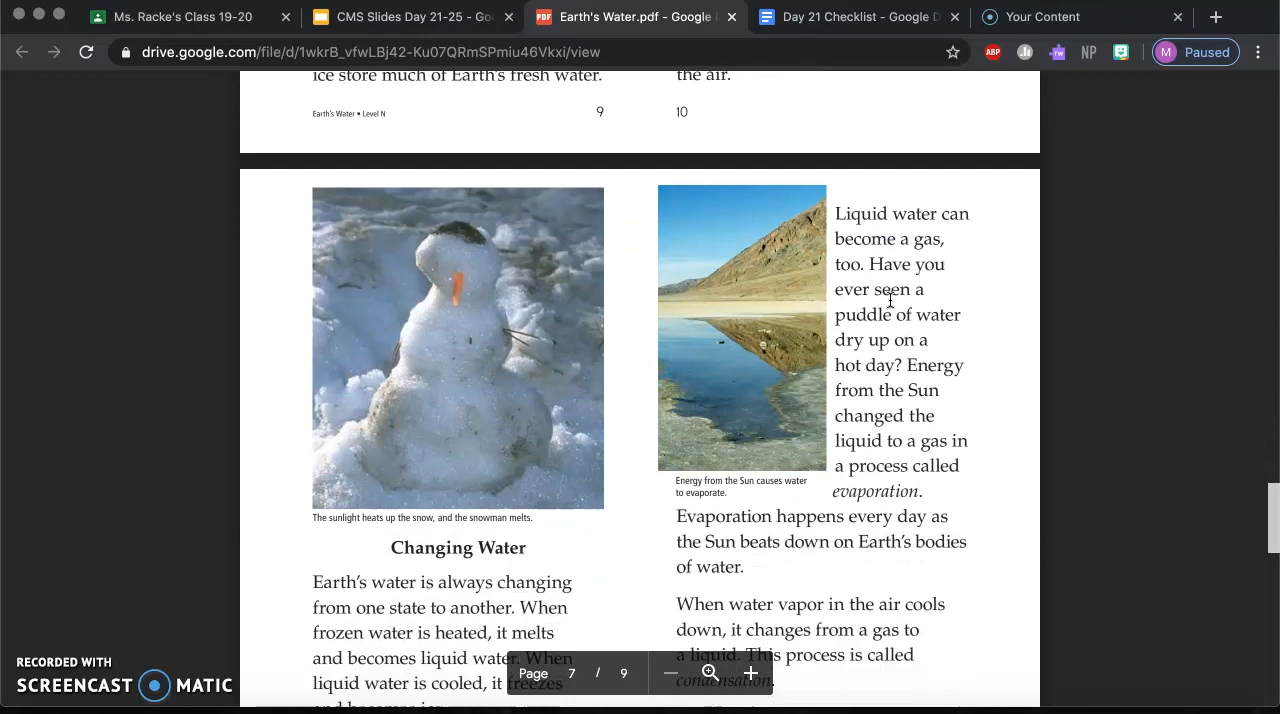 Ms. Racke's Class 19-20
CMS Slides Day 21-25 - Go
Earth's Water.pdf - Google
Day 21 Checklist - Google D
Your Content
drive.google.com/file/d/1wkrB_vfwLBj42-Ku07QRmSPmiu46Vkxi/view
ABP
rw
NP
M Paused
ice store much of Earth's fresh water.
Earth's Water • Level N
9
the air.
10
The sunlight heats up the snow, and the snowman melts.
Changing Water
Earth's water is always changing
from one state to another. When
frozen water is heated, it melts
and becomes liquid water. When
liquid water is cooled, it freezes
and becomes ice.
Liquid water can
become a gas,
too. Have you
ever seen a
puddle of water
dry up on a
hot day? Energy
from the Sun
changed the
liquid to a gas in
a process called
evaporation.
Energy from the Sun causes water
to evaporate.
Evaporation happens every day as
the Sun beats down on Earth's bodies
of water.
When water vapor in the air cools
down, it changes from a gas to
a liquid. This process is called
condensation.
Page 7 / 9
RECORDED WITH
SCREENCAST MATIC